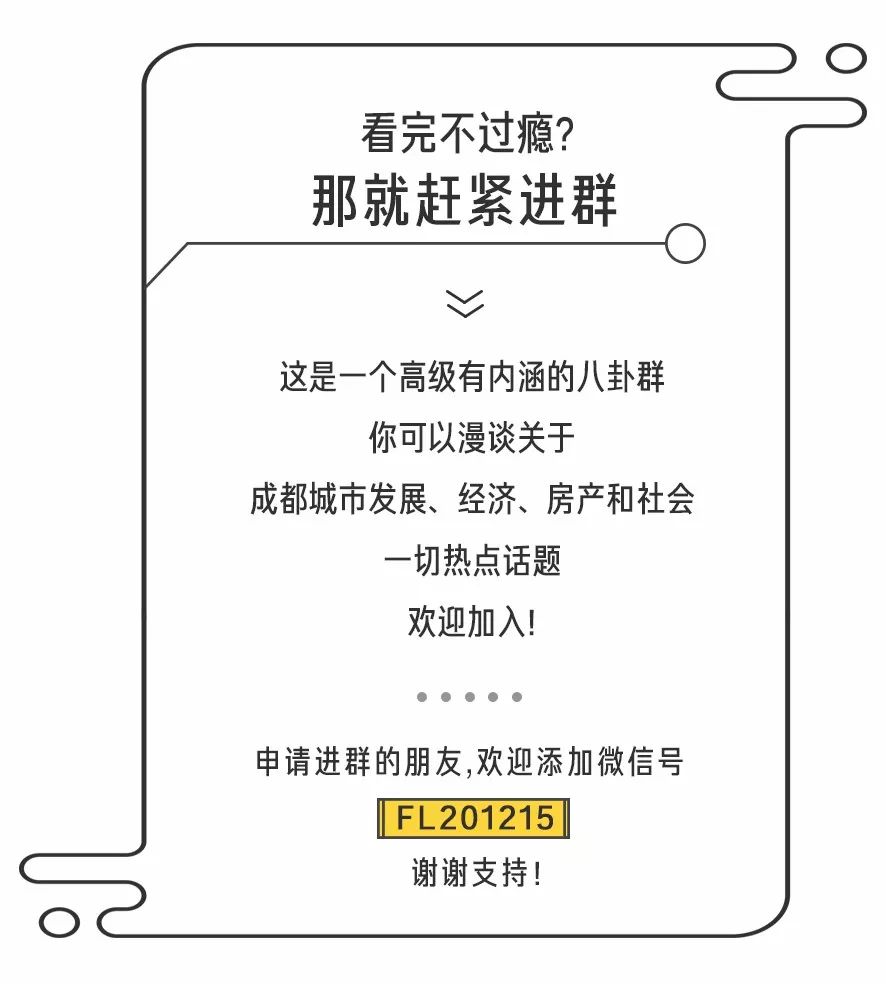 看完不过瘾?
那就赶紧进群
这是一个高级有内涵的八卦群
你可以漫谈关于
成都城市发展、经济、房产和社会
一切热点话题
欢迎加入!
申请进群的朋友,欢迎添加微信号
FL201215
谢谢支持!